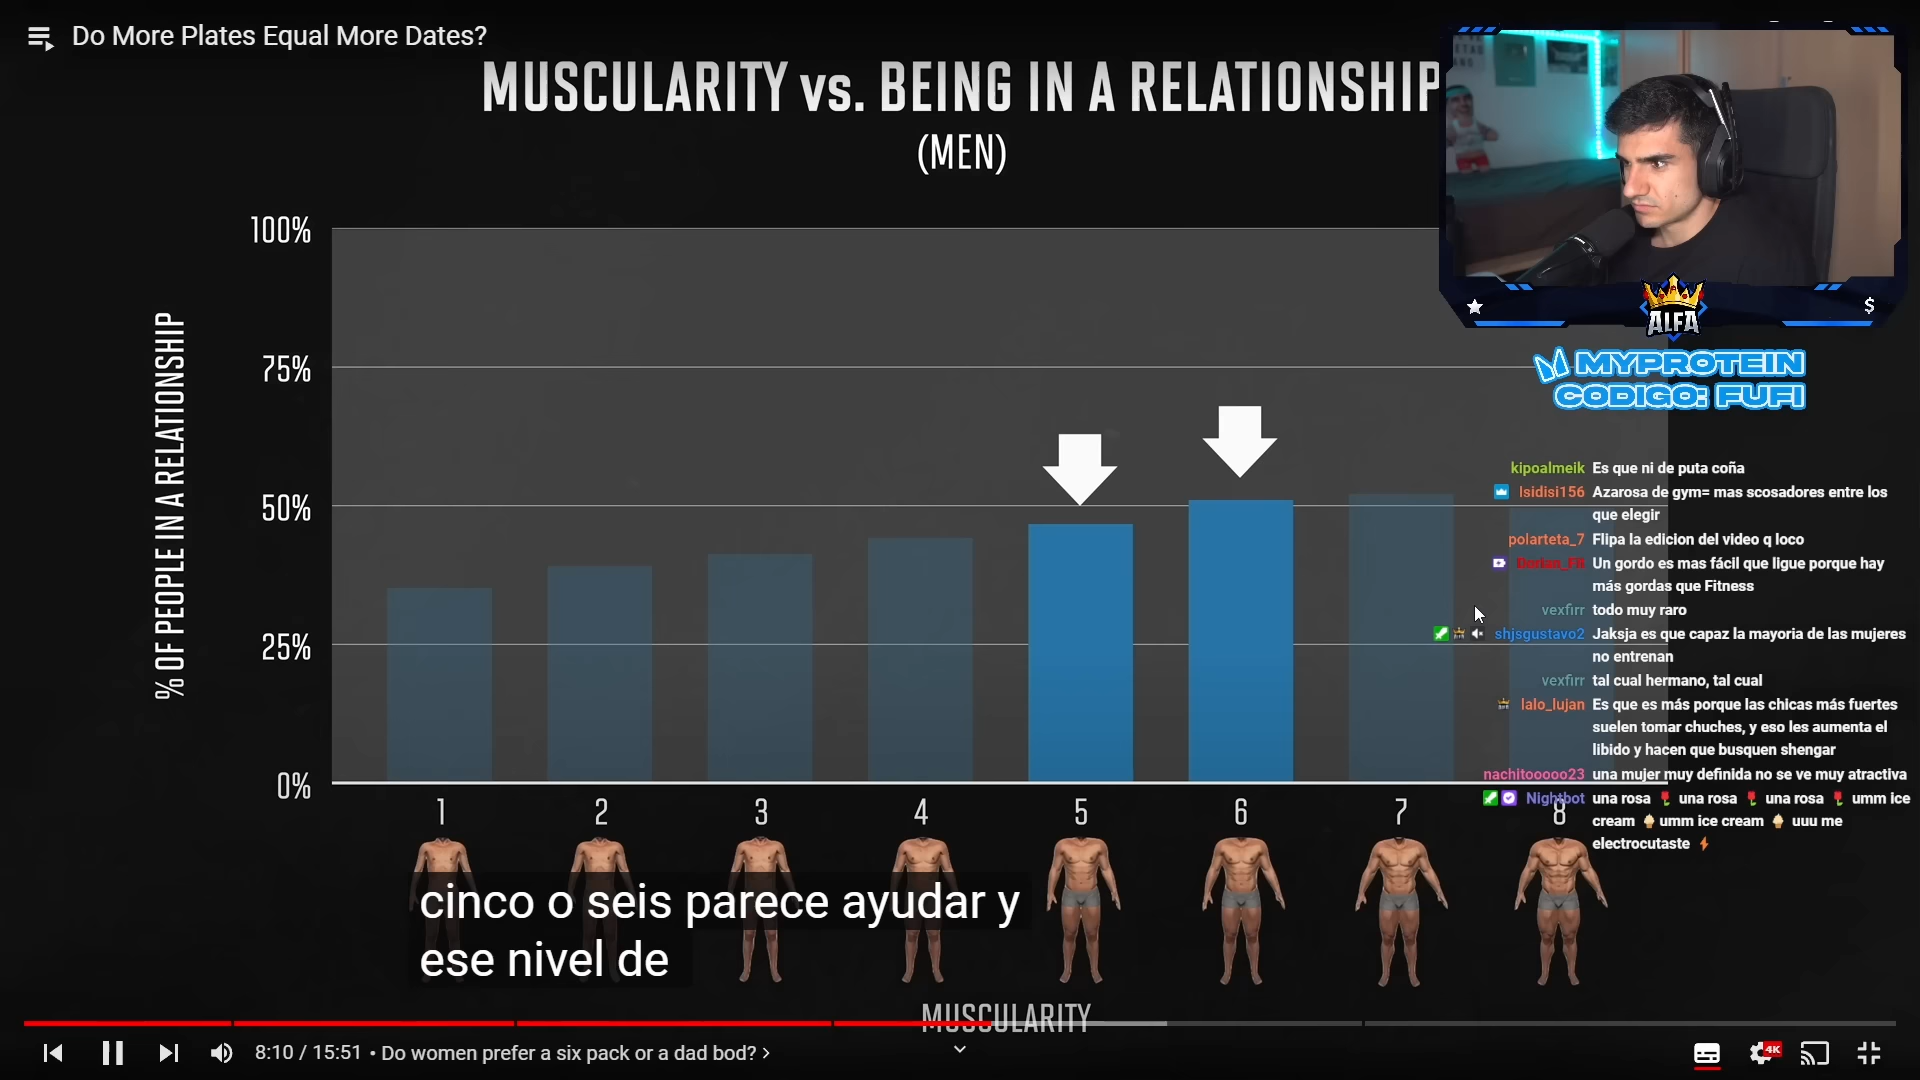 Do More Plates Equal More Dates?
MUSCULARITY vs. BEING IN A RELATIONSHIP
(MEN)
100%
75%
50%
25%
0%
% OF PEOPLE IN A RELATIONSHIP
1
2
3
4
5
6
7
8
MUSCULARITY
cinco o seis parece ayudar y
ese nivel de
8:10 / 15:51 • Do women prefer a six pack or a dad bod? >
4K
ALFA
$
MYPROTEIN
CODIGO: FUFI
kipoalmeik Es que ni de puta coña
Isidisi156 Azarosa de gym= mas scosadores entre los
que elegir
polarteta_7 Flipa la edicion del video q loco
Un gordo es mas fácil que ligue porque hay
más gordas que Fitness
vexfirr todo muy raro
shjsgustavo2 Jaksja es que capaz la mayoria de las mujeres
no entrenan
vexfirr tal cual hermano, tal cual
lalo_lujan Es que es más porque las chicas más fuertes
suelen tomar chuches, y eso les aumenta el
libido y hacen que busquen shengar
nachitooooo23 una mujer muy definida no se ve muy atractiva
Nightbot una rosa 🌹 una rosa 🌹 una rosa 🌹 umm ice
cream 🍦 umm ice cream 🍦 uuu me
electrocutaste ⚡